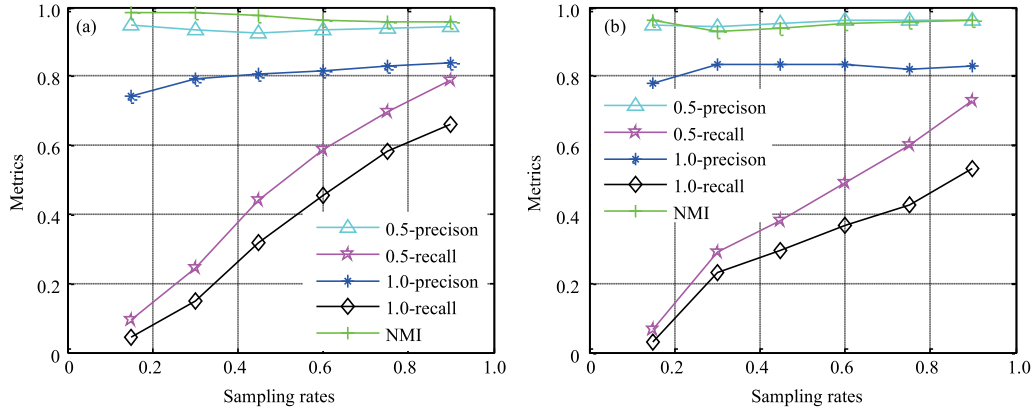 (a)
1.0
0.8
0.6
0.4
0.2
0
Metrics
0.5-precison
0.5-recall
1.0-precison
1.0-recall
NMI
0 0.2 0.4 0.6 0.8 1.0
Sampling rates
(b)
1.0
0.8
0.6
0.4
0.2
0
Metrics
0.5-precison
0.5-recall
1.0-precison
1.0-recall
NMI
0 0.2 0.4 0.6 0.8 1.0
Sampling rates